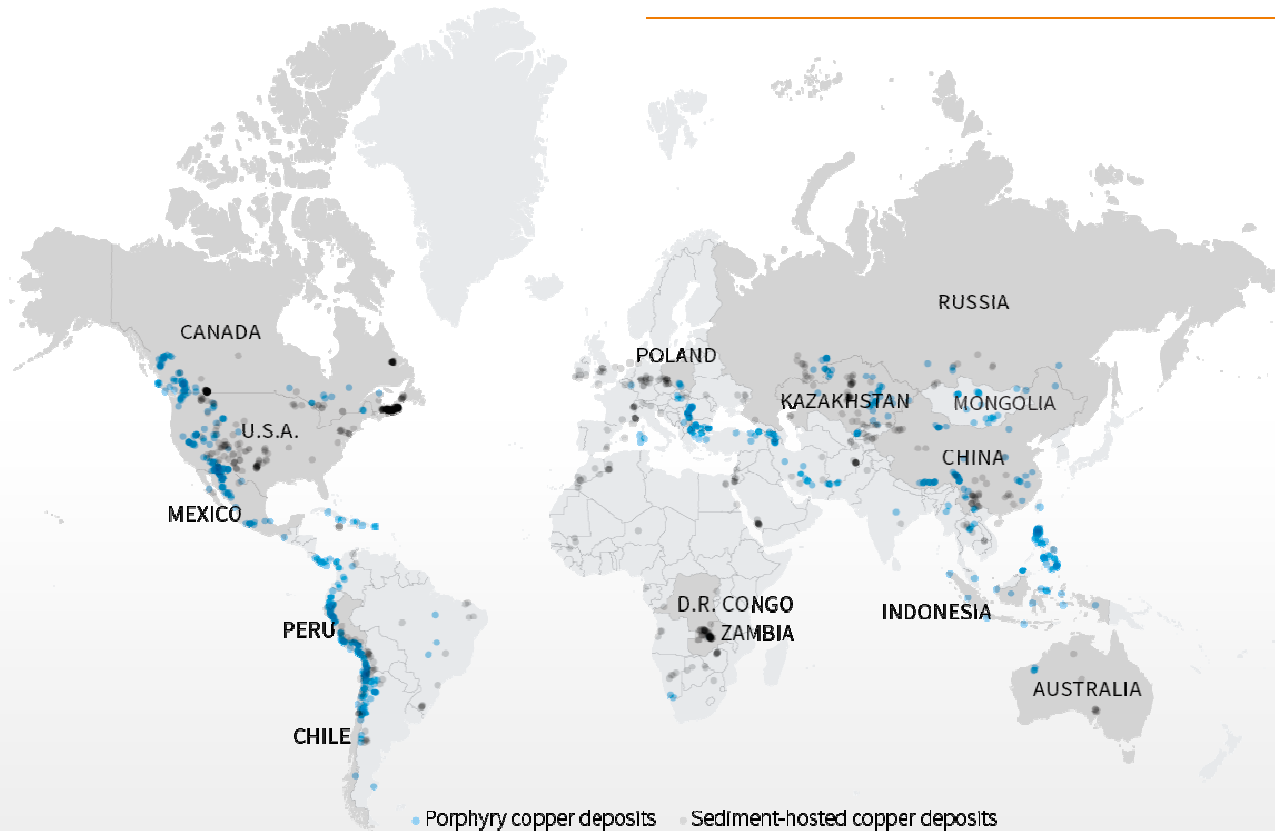 RUSSIA
CANADA
POLAND
KAZAKHSTAN
MONGOLIA
U.S.A.
CHINA
MEXICO
D.R. CONGO
INDONESIA
PERU
ZAMBIA
AUSTRALIA
CHILE
Porphyry copper deposits
Sediment-hosted copper deposits